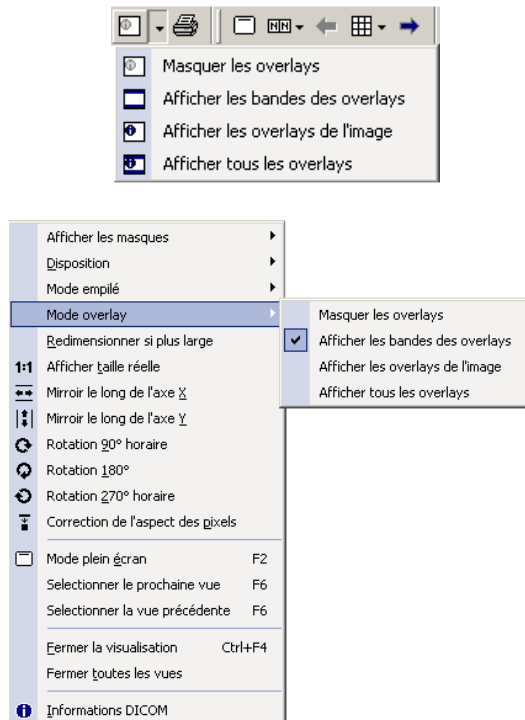 NN
Masquer les overlays
Afficher les bandes des overlays
Afficher les overlays de l'image
Afficher tous les overlays
Afficher les masques
Disposition
Mode empilé
Mode overlay
Masquer les overlays
Afficher les bandes des overlays
Afficher les overlays de l'image
Afficher tous les overlays
Redimensionner si plus large
1:1 Afficher taille réelle
Mirroir le long de l'axe X
Mirroir le long de l'axe Y
Rotation 90° horaire
Rotation 180°
Rotation 270° horaire
Correction de l'aspect des pixels
Mode plein écran F2
Selectionner le prochaine vue F6
Selectionner la vue précédente F6
Fermer la visualisation Ctrl+F4
Fermer toutes les vues
Informations DICOM